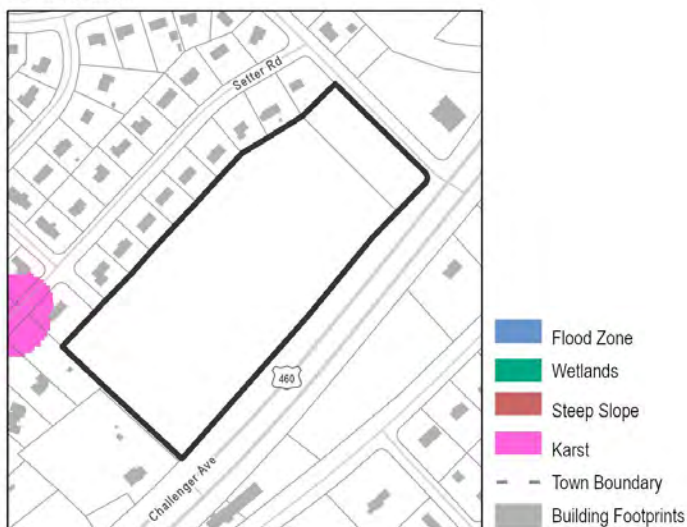 Setter Rd
460
Challenger Ave
Flood Zone
Wetlands
Steep Slope
Karst
Town Boundary
Building Footprints